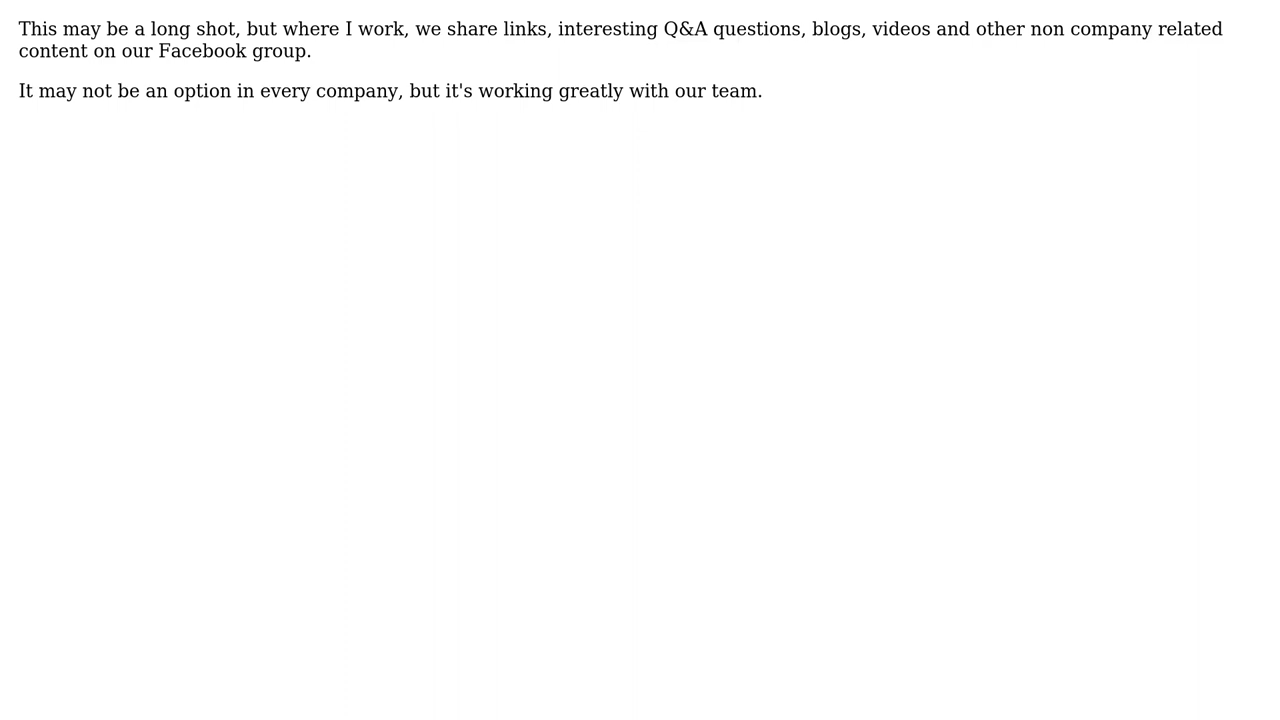 This may be a long shot, but where I work, we share links, interesting Q&A questions, blogs, videos and other non company related
content on our Facebook group.
It may not be an option in every company, but it's working greatly with our team.